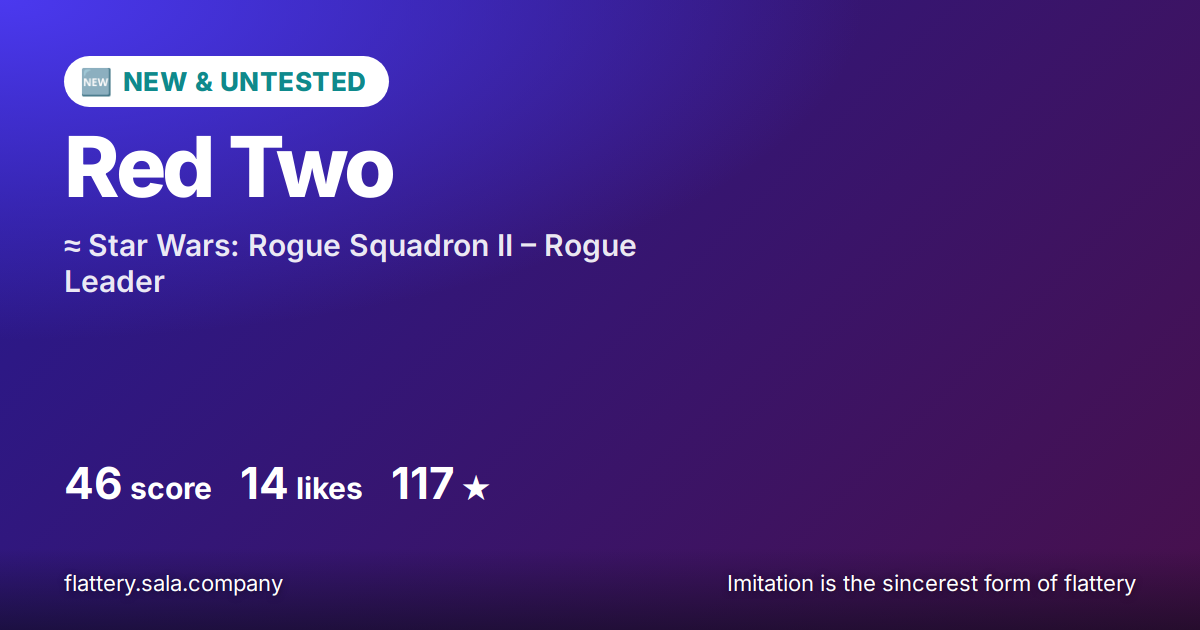 🆕 NEW & UNTESTED
Red Two
≈ Star Wars: Rogue Squadron II – Rogue
Leader
46 score 14 likes 117 ★
flattery.sala.company
Imitation is the sincerest form of flattery